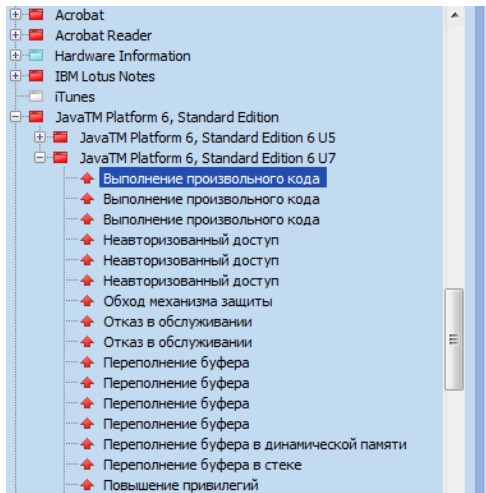 Acrobat
Acrobat Reader
Hardware Information
IBM Lotus Notes
iTunes
JavaTM Platform 6, Standard Edition
JavaTM Platform 6, Standard Edition 6 U5
JavaTM Platform 6, Standard Edition 6 U7
Выполнение произвольного кода
Выполнение произвольного кода
Выполнение произвольного кода
Неавторизованный доступ
Неавторизованный доступ
Неавторизованный доступ
Обход механизма защиты
Отказ в обслуживании
Отказ в обслуживании
Переполнение буфера
Переполнение буфера
Переполнение буфера
Переполнение буфера
Переполнение буфера в динамической памяти
Переполнение буфера в стеке
Повышение привилегий